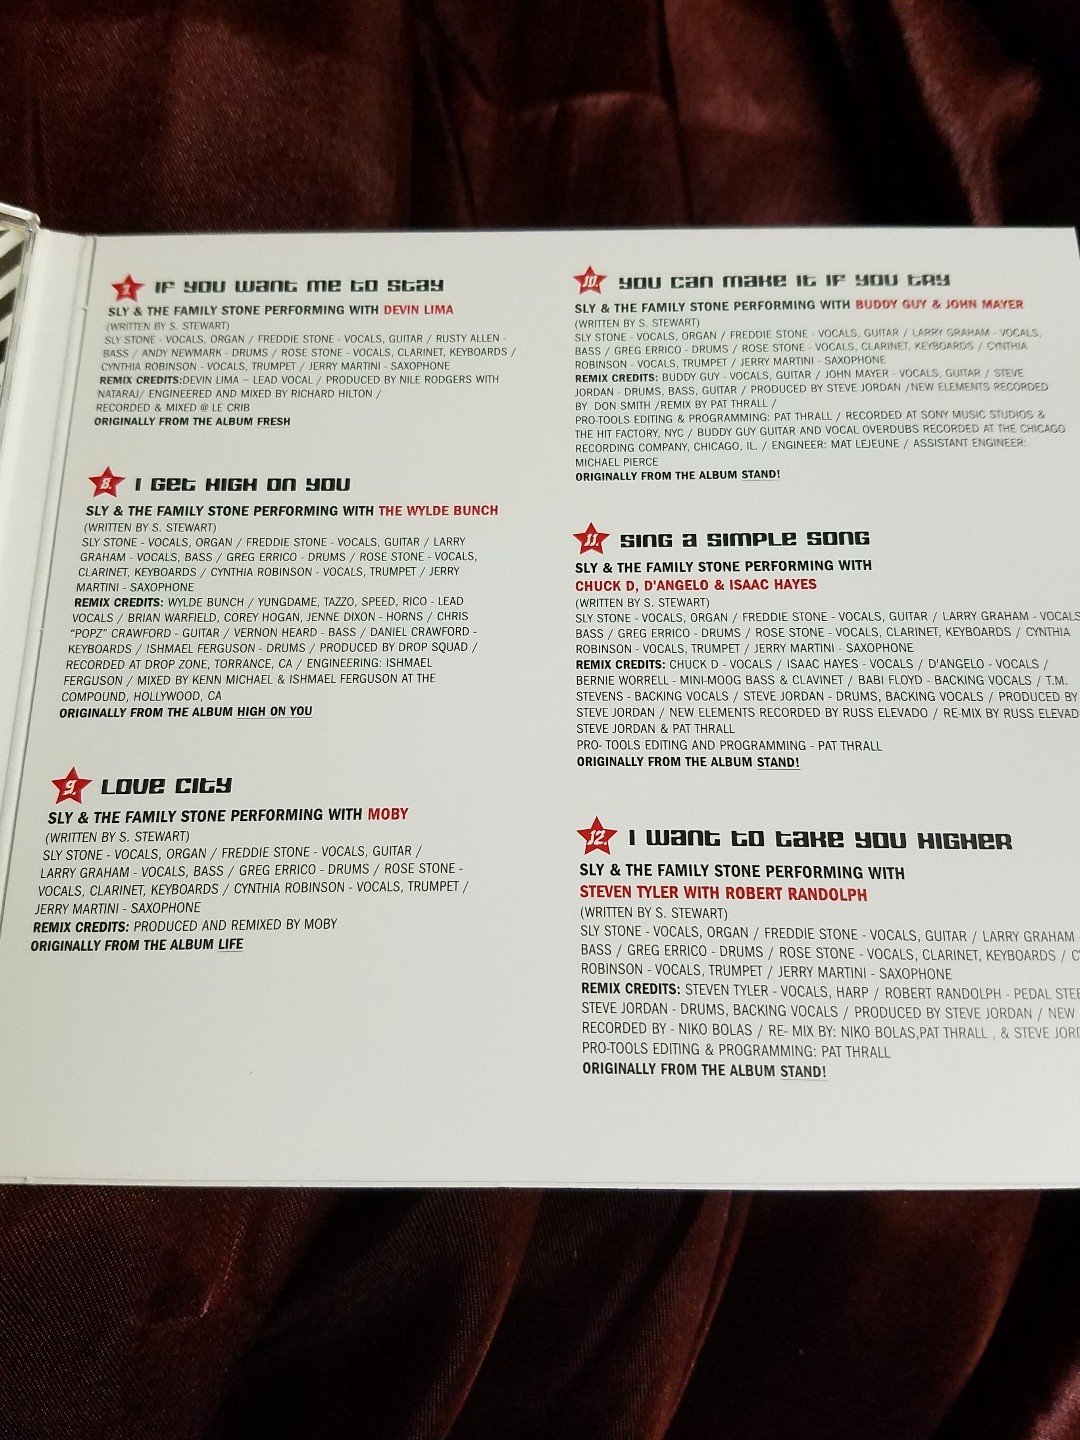 7. IF YOU WANT ME TO STAY
SLY & THE FAMILY STONE PERFORMING WITH DEVIN LIMA
(WRITTEN BY S. STEWART)
SLY STONE - VOCALS, ORGAN / FREDDIE STONE - VOCALS, GUITAR / RUSTY ALLEN -
BASS / ANDY NEWMARK - DRUMS / ROSE STONE - VOCALS, CLARINET, KEYBOARDS /
CYNTHIA ROBINSON - VOCALS, TRUMPET / JERRY MARTINI - SAXOPHONE
REMIX CREDITS:DEVIN LIMA – LEAD VOCAL / PRODUCED BY NILE RODGERS WITH
NATARAJ/ ENGINEERED AND MIXED BY RICHARD HILTON /
RECORDED & MIXED @ LE CRIB
ORIGINALLY FROM THE ALBUM FRESH
8. I GET HIGH ON YOU
SLY & THE FAMILY STONE PERFORMING WITH THE WYLDE BUNCH
(WRITTEN BY S. STEWART)
SLY STONE - VOCALS, ORGAN / FREDDIE STONE - VOCALS, GUITAR / LARRY
GRAHAM - VOCALS, BASS / GREG ERRICO - DRUMS / ROSE STONE - VOCALS,
CLARINET, KEYBOARDS / CYNTHIA ROBINSON - VOCALS, TRUMPET / JERRY
MARTINI - SAXOPHONE
REMIX CREDITS: WYLDE BUNCH / YUNGDAME, TAZZO, SPEED, RICO - LEAD
VOCALS / BRIAN WARFIELD, COREY HOGAN, JENNE DIXON - HORNS / CHRIS
"POPZ" CRAWFORD - GUITAR / VERNON HEARD - BASS / DANIEL CRAWFORD -
KEYBOARDS / ISHMAEL FERGUSON - DRUMS / PRODUCED BY DROP SQUAD /
RECORDED AT DROP ZONE, TORRANCE, CA / ENGINEERING: ISHMAEL
FERGUSON / MIXED BY KENN MICHAEL & ISHMAEL FERGUSON AT THE
COMPOUND, HOLLYWOOD, CA
ORIGINALLY FROM THE ALBUM HIGH ON YOU
9. LOVE CITY
SLY & THE FAMILY STONE PERFORMING WITH MOBY
(WRITTEN BY S. STEWART)
SLY STONE - VOCALS, ORGAN / FREDDIE STONE - VOCALS, GUITAR /
LARRY GRAHAM - VOCALS, BASS / GREG ERRICO - DRUMS / ROSE STONE -
VOCALS, CLARINET, KEYBOARDS / CYNTHIA ROBINSON - VOCALS, TRUMPET /
JERRY MARTINI - SAXOPHONE
REMIX CREDITS: PRODUCED AND REMIXED BY MOBY
ORIGINALLY FROM THE ALBUM LIFE
10. YOU CAN MAKE IT IF YOU TRY
SLY & THE FAMILY STONE PERFORMING WITH BUDDY GUY & JOHN MAYER
(WRITTEN BY S. STEWART)
SLY STONE - VOCALS, ORGAN / FREDDIE STONE - VOCALS, GUITAR / LARRY GRAHAM - VOCALS,
BASS / GREG ERRICO - DRUMS / ROSE STONE - VOCALS, CLARINET, KEYBOARDS / CYNTHIA
ROBINSON - VOCALS, TRUMPET / JERRY MARTINI - SAXOPHONE
REMIX CREDITS: BUDDY GUY - VOCALS, GUITAR / JOHN MAYER - VOCALS, GUITAR / STEVE
JORDAN - DRUMS, BASS, GUITAR / PRODUCED BY STEVE JORDAN /NEW ELEMENTS RECORDED
BY DON SMITH /REMIX BY PAT THRALL /
PRO-TOOLS EDITING & PROGRAMMING: PAT THRALL / RECORDED AT SONY MUSIC STUDIOS &
THE HIT FACTORY, NYC / BUDDY GUY GUITAR AND VOCAL OVERDUBS RECORDED AT THE CHICAGO
RECORDING COMPANY, CHICAGO, IL. / ENGINEER: MAT LEJEUNE / ASSISTANT ENGINEER:
MICHAEL PIERCE
ORIGINALLY FROM THE ALBUM STAND!
11. SING A SIMPLE SONG
SLY & THE FAMILY STONE PERFORMING WITH
CHUCK D, D'ANGELO & ISAAC HAYES
(WRITTEN BY S. STEWART)
SLY STONE - VOCALS, ORGAN / FREDDIE STONE - VOCALS, GUITAR / LARRY GRAHAM - VOCALS
BASS / GREG ERRICO - DRUMS / ROSE STONE - VOCALS, CLARINET, KEYBOARDS / CYNTHIA
ROBINSON - VOCALS, TRUMPET / JERRY MARTINI - SAXOPHONE
REMIX CREDITS: CHUCK D - VOCALS / ISAAC HAYES - VOCALS / D'ANGELO - VOCALS /
BERNIE WORRELL - MINI-MOOG BASS & CLAVINET / BABI FLOYD - BACKING VOCALS / T.M.
STEVENS - BACKING VOCALS / STEVE JORDAN - DRUMS, BACKING VOCALS / PRODUCED BY
STEVE JORDAN / NEW ELEMENTS RECORDED BY RUSS ELEVADO / RE-MIX BY RUSS ELEVAD
STEVE JORDAN & PAT THRALL
PRO- TOOLS EDITING AND PROGRAMMING - PAT THRALL
ORIGINALLY FROM THE ALBUM STAND!
12. I WANT TO TAKE YOU HIGHER
SLY & THE FAMILY STONE PERFORMING WITH
STEVEN TYLER WITH ROBERT RANDOLPH
(WRITTEN BY S. STEWART)
SLY STONE - VOCALS, ORGAN / FREDDIE STONE - VOCALS, GUITAR / LARRY GRAHAM -
BASS / GREG ERRICO - DRUMS / ROSE STONE - VOCALS, CLARINET, KEYBOARDS / C
ROBINSON - VOCALS, TRUMPET / JERRY MARTINI - SAXOPHONE
REMIX CREDITS: STEVEN TYLER - VOCALS, HARP / ROBERT RANDOLPH - PEDAL STEE
STEVE JORDAN - DRUMS, BACKING VOCALS / PRODUCED BY STEVE JORDAN / NEW
RECORDED BY - NIKO BOLAS / RE- MIX BY: NIKO BOLAS,PAT THRALL , & STEVE JORD
PRO-TOOLS EDITING & PROGRAMMING: PAT THRALL
ORIGINALLY FROM THE ALBUM STAND!